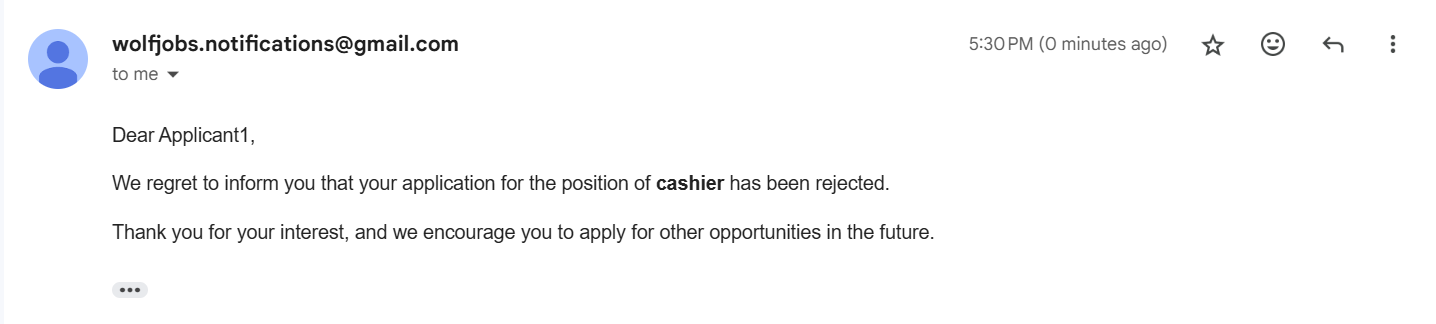 wolfjobs.notifications@gmail.com
5:30 PM (0 minutes ago)
to me
Dear Applicant1,
We regret to inform you that your application for the position of cashier has been rejected.
Thank you for your interest, and we encourage you to apply for other opportunities in the future.